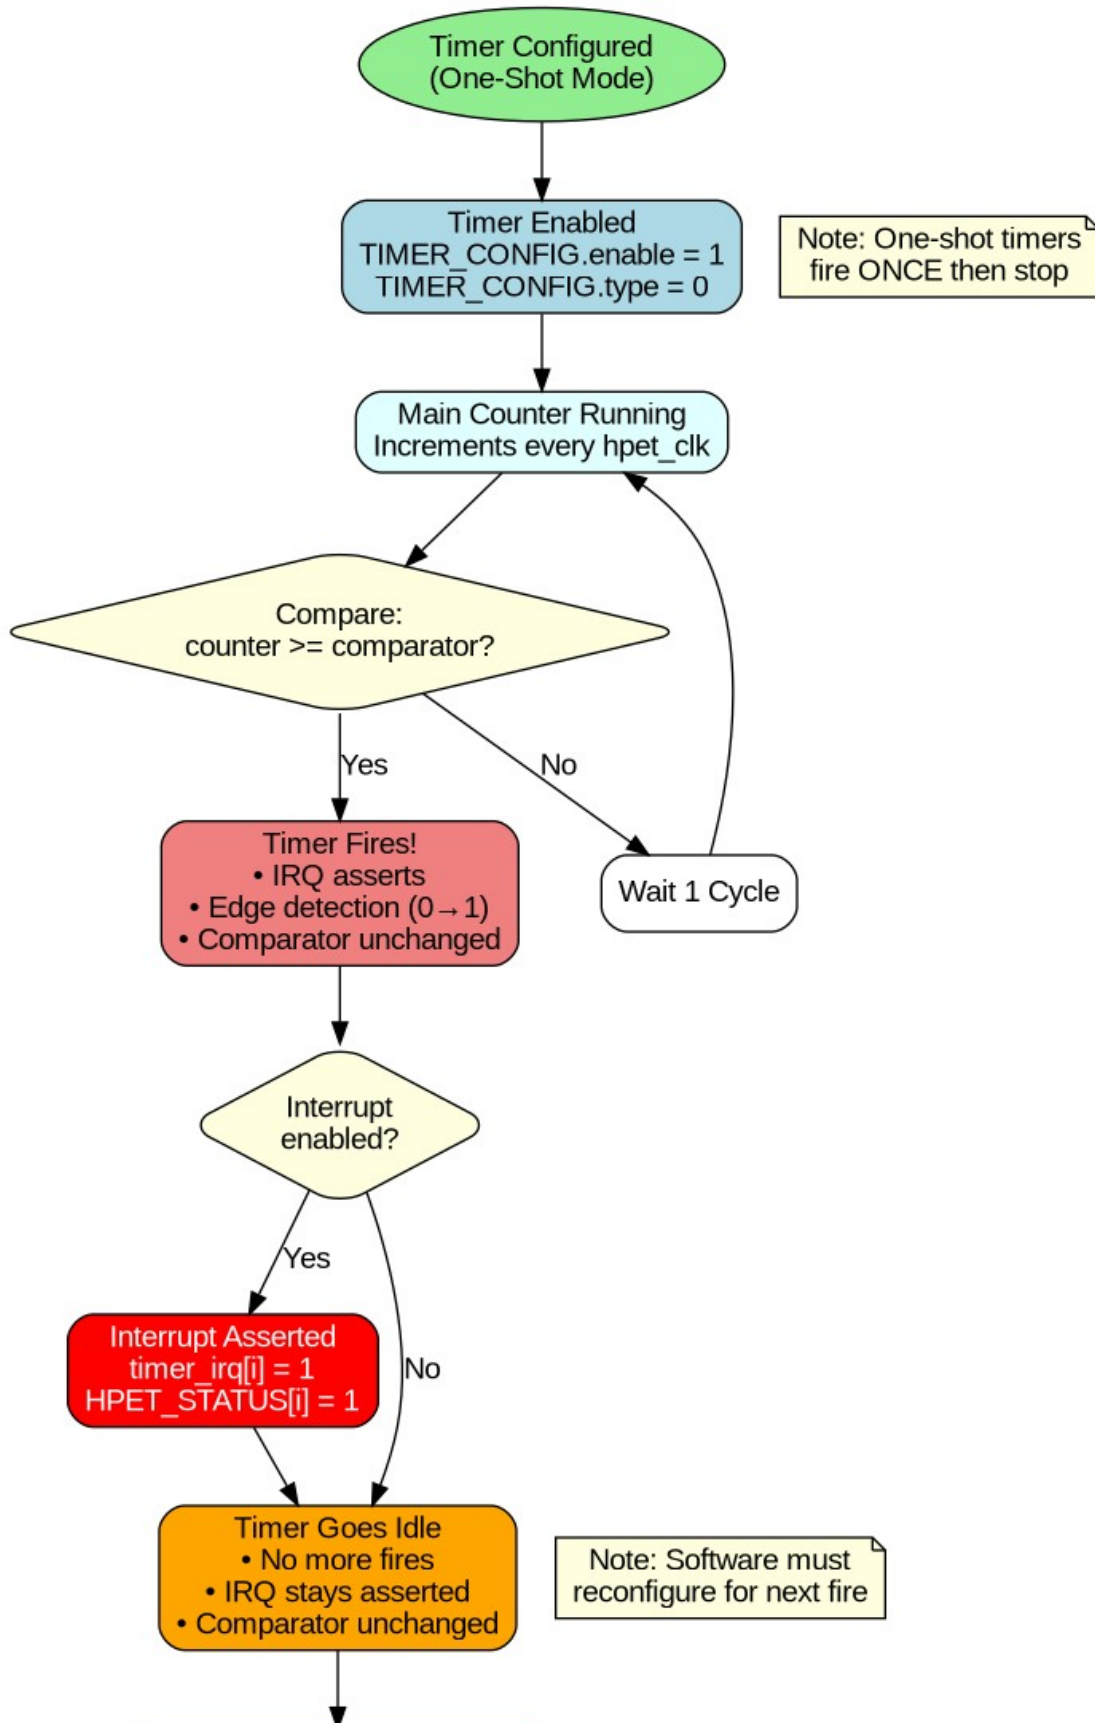 Timer Configured
(One-Shot Mode)
Timer Enabled
TIMER_CONFIG.enable = 1
TIMER_CONFIG.type = 0
Note: One-shot timers
fire ONCE then stop
Main Counter Running
Increments every hpet_clk
Compare:
counter >= comparator?
Yes
No
Timer Fires!
• IRQ asserts
• Edge detection (0→1)
• Comparator unchanged
Wait 1 Cycle
Interrupt
enabled?
Yes
No
Interrupt Asserted
timer_irq[i] = 1
HPET_STATUS[i] = 1
Timer Goes Idle
• No more fires
• IRQ stays asserted
• Comparator unchanged
Note: Software must
reconfigure for next fire